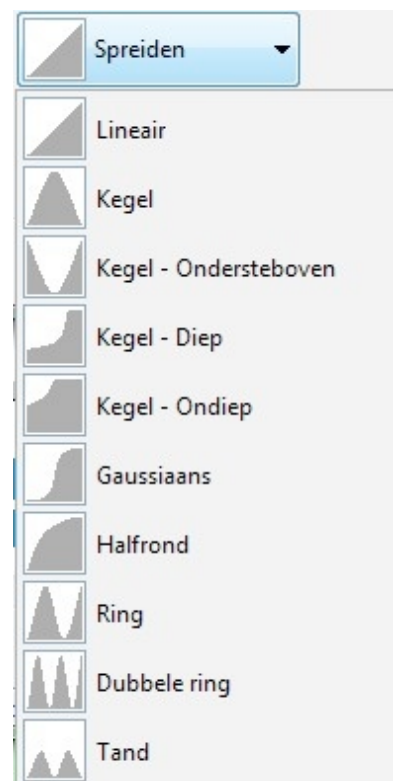 Spreiden
Lineair
Kegel
Kegel - Ondersteboven
Kegel - Diep
Kegel - Ondiep
Gaussiaans
Halfrond
Ring
Dubbele ring
Tand